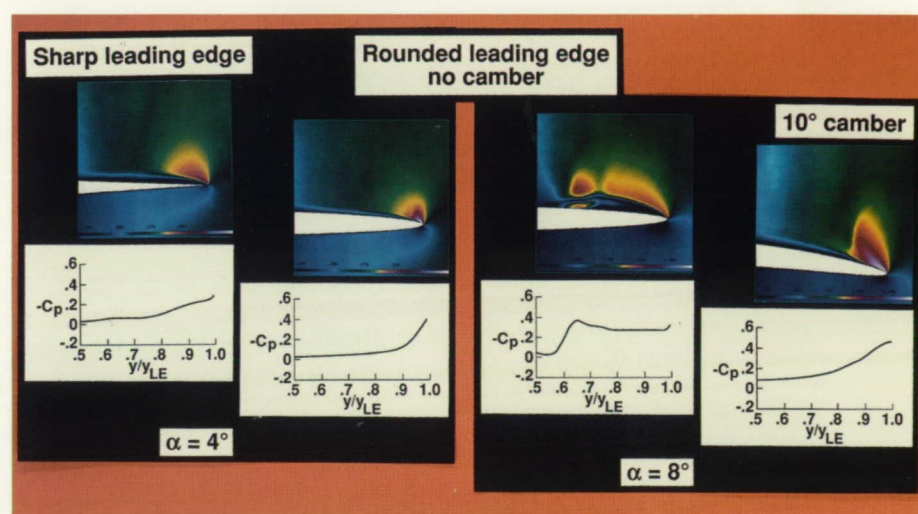 Sharp leading edge
Rounded leading edge
no camber
10° camber
.6
.4
-Cp .2
0
-.2
.5 .6 .7 .8 .9 1.0
y/yLE
.6
.4
-Cp .2
0
-.2
.5 .6 .7 .8 .9 1.0
y/yLE
α = 4°
.6
.4
-Cp .2
0
-.2
.5 .6 .7 .8 .9 1.0
y/yLE
.6
.4
-Cp .2
0
-.2
.5 .6 .7 .8 .9 1.0
y/yLE
α = 8°